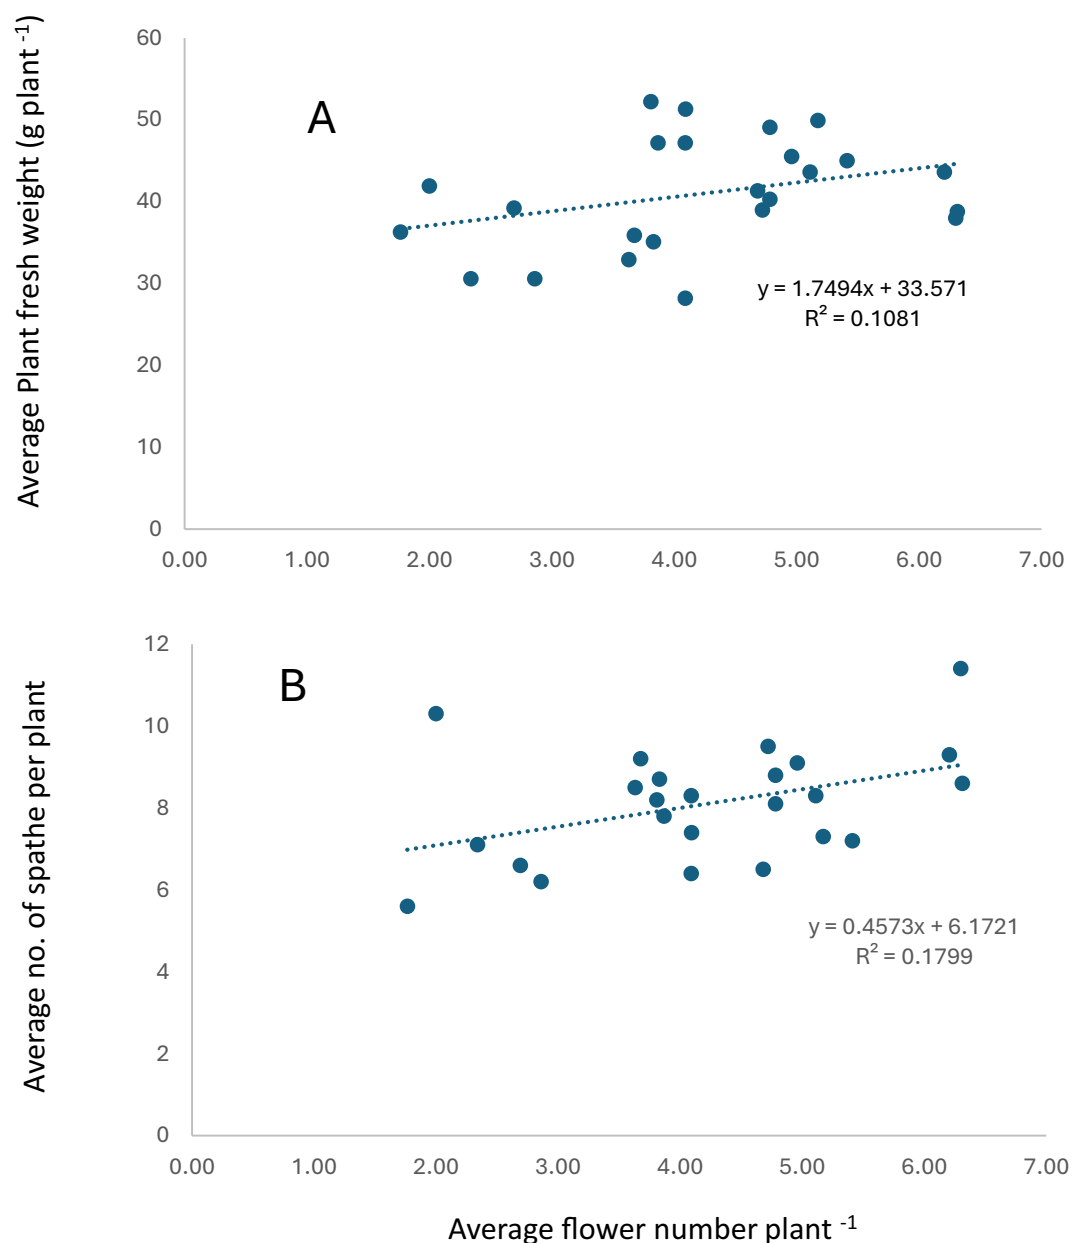 Average Plant fresh weight (g plant -1)
60
50
40
30
20
10
0
A
y = 1.7494x + 33.571
R² = 0.1081
0.00 1.00 2.00 3.00 4.00 5.00 6.00 7.00
Average no. of spathe per plant
12
10
8
6
4
2
0
B
y = 0.4573x + 6.1721
R² = 0.1799
0.00 1.00 2.00 3.00 4.00 5.00 6.00 7.00
Average flower number plant -1